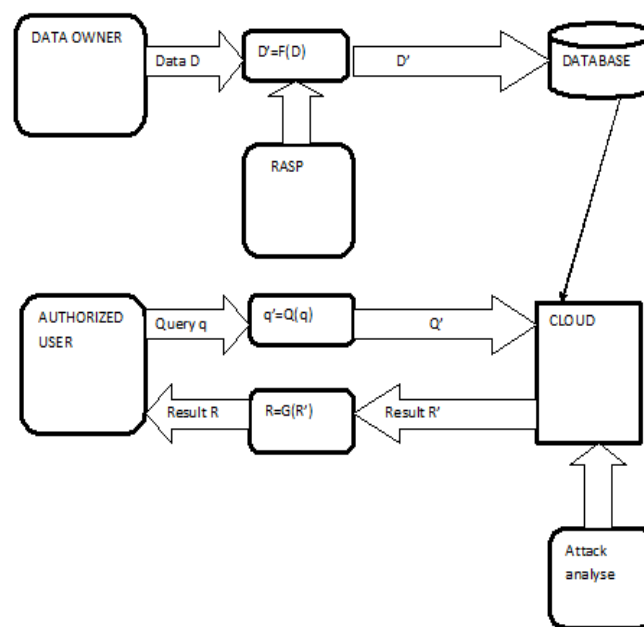 DATA OWNER
Data D
D'=F(D)
D'
DATABASE
RASP
AUTHORIZED
USER
Query q
q'=Q(q)
Q'
CLOUD
Result R
R=G(R')
Result R'
Attack
analyse